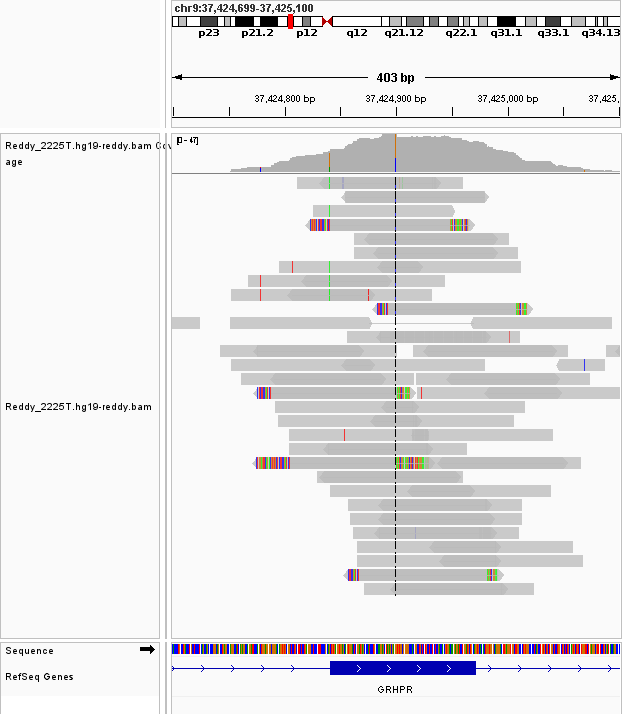 chr9:37,424,699-37,425,100
p23 p21.2 p12 q12 q21.12 q22.1 q31.1 q33.1 q34.13
403 bp
37,424,800 bp 37,424,900 bp 37,425,000 bp 37,425,
Reddy_2225T.hg19-reddy.bam Cov
age
[0 - 47]
Reddy_2225T.hg19-reddy.bam
Sequence
RefSeq Genes
GRHPR